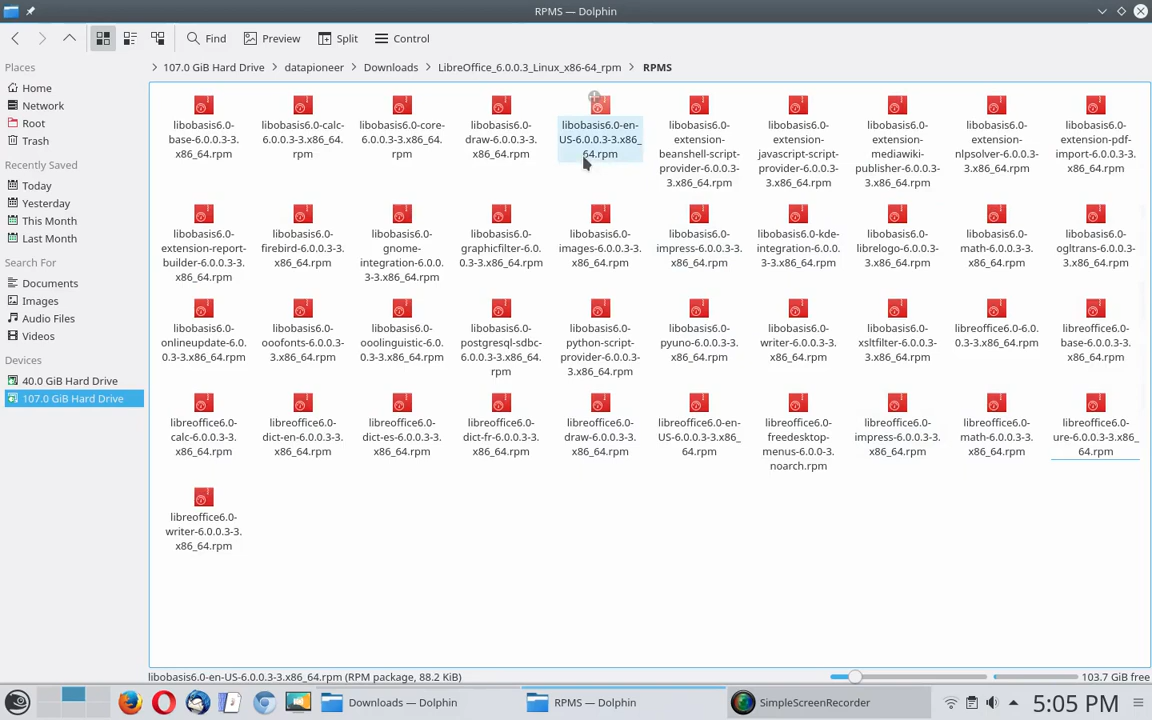 RPMS — Dolphin
Find
Preview
Split
Control
Places
Home
Network
Root
Trash
Recently Saved
Today
Yesterday
This Month
Last Month
Search For
Documents
Images
Audio Files
Videos
Devices
40.0 GiB Hard Drive
107.0 GiB Hard Drive
107.0 GiB Hard Drive
datapioneer
Downloads
LibreOffice_6.0.0.3_Linux_x86-64_rpm
RPMS
libobasis6.0-
base-6.0.0.3-3.
x86_64.rpm
libobasis6.0-calc-
6.0.0.3-3.x86_64.
rpm
libobasis6.0-core-
6.0.0.3-3.x86_64.
rpm
libobasis6.0-
draw-6.0.0.3-3.
x86_64.rpm
libobasis6.0-en-
US-6.0.0.3-3.x86_
64.rpm
libobasis6.0-
extension-
beanshell-script-
provider-6.0.0.3-
3.x86_64.rpm
libobasis6.0-
extension-
javascript-script-
provider-6.0.0.3-
3.x86_64.rpm
libobasis6.0-
extension-
mediawiki-
publisher-6.0.0.3-
3.x86_64.rpm
libobasis6.0-
extension-
nlpsolver-6.0.0.3-
3.x86_64.rpm
libobasis6.0-
extension-pdf-
import-6.0.0.3-3.
x86_64.rpm
libobasis6.0-
extension-report-
builder-6.0.0.3-3.
x86_64.rpm
libobasis6.0-
firebird-6.0.0.3-3.
x86_64.rpm
libobasis6.0-
gnome-
integration-6.0.0.
3-3.x86_64.rpm
libobasis6.0-
graphicfilter-6.0.
0.3-3.x86_64.rpm
libobasis6.0-
images-6.0.0.3-3.
x86_64.rpm
libobasis6.0-
impress-6.0.0.3-3.
x86_64.rpm
libobasis6.0-kde-
integration-6.0.0.
3-3.x86_64.rpm
libobasis6.0-
librelogo-6.0.0.3-
3.x86_64.rpm
libobasis6.0-
math-6.0.0.3-3.
x86_64.rpm
libobasis6.0-
ogltrans-6.0.0.3-
3.x86_64.rpm
libobasis6.0-
onlineupdate-6.0.
0.3-3.x86_64.rpm
libobasis6.0-
ooofonts-6.0.0.3-
3.x86_64.rpm
libobasis6.0-
ooolinguistic-6.0.
0.3-3.x86_64.rpm
libobasis6.0-
postgresql-sdbc-
6.0.0.3-3.x86_64.
rpm
libobasis6.0-
python-script-
provider-6.0.0.3-
3.x86_64.rpm
libobasis6.0-
pyuno-6.0.0.3-3.
x86_64.rpm
libobasis6.0-
writer-6.0.0.3-3.
x86_64.rpm
libobasis6.0-
xsltfilter-6.0.0.3-
3.x86_64.rpm
libreoffice6.0-6.0.
0.3-3.x86_64.rpm
libreoffice6.0-
base-6.0.0.3-3.
x86_64.rpm
libreoffice6.0-
calc-6.0.0.3-3.
x86_64.rpm
libreoffice6.0-
dict-en-6.0.0.3-3.
x86_64.rpm
libreoffice6.0-
dict-es-6.0.0.3-3.
x86_64.rpm
libreoffice6.0-
dict-fr-6.0.0.3-3.
x86_64.rpm
libreoffice6.0-
draw-6.0.0.3-3.
x86_64.rpm
libreoffice6.0-en-
US-6.0.0.3-3.x86_
64.rpm
libreoffice6.0-
freedesktop-
menus-6.0.0-3.
noarch.rpm
libreoffice6.0-
impress-6.0.0.3-3.
x86_64.rpm
libreoffice6.0-
math-6.0.0.3-3.
x86_64.rpm
libreoffice6.0-
ure-6.0.0.3-3.x86_
64.rpm
libreoffice6.0-
writer-6.0.0.3-3.
x86_64.rpm
libobasis6.0-en-US-6.0.0.3-3.x86_64.rpm (RPM package, 88.2 KiB)
103.7 GiB free
Downloads — Dolphin
RPMS — Dolphin
SimpleScreenRecorder
5:05 PM